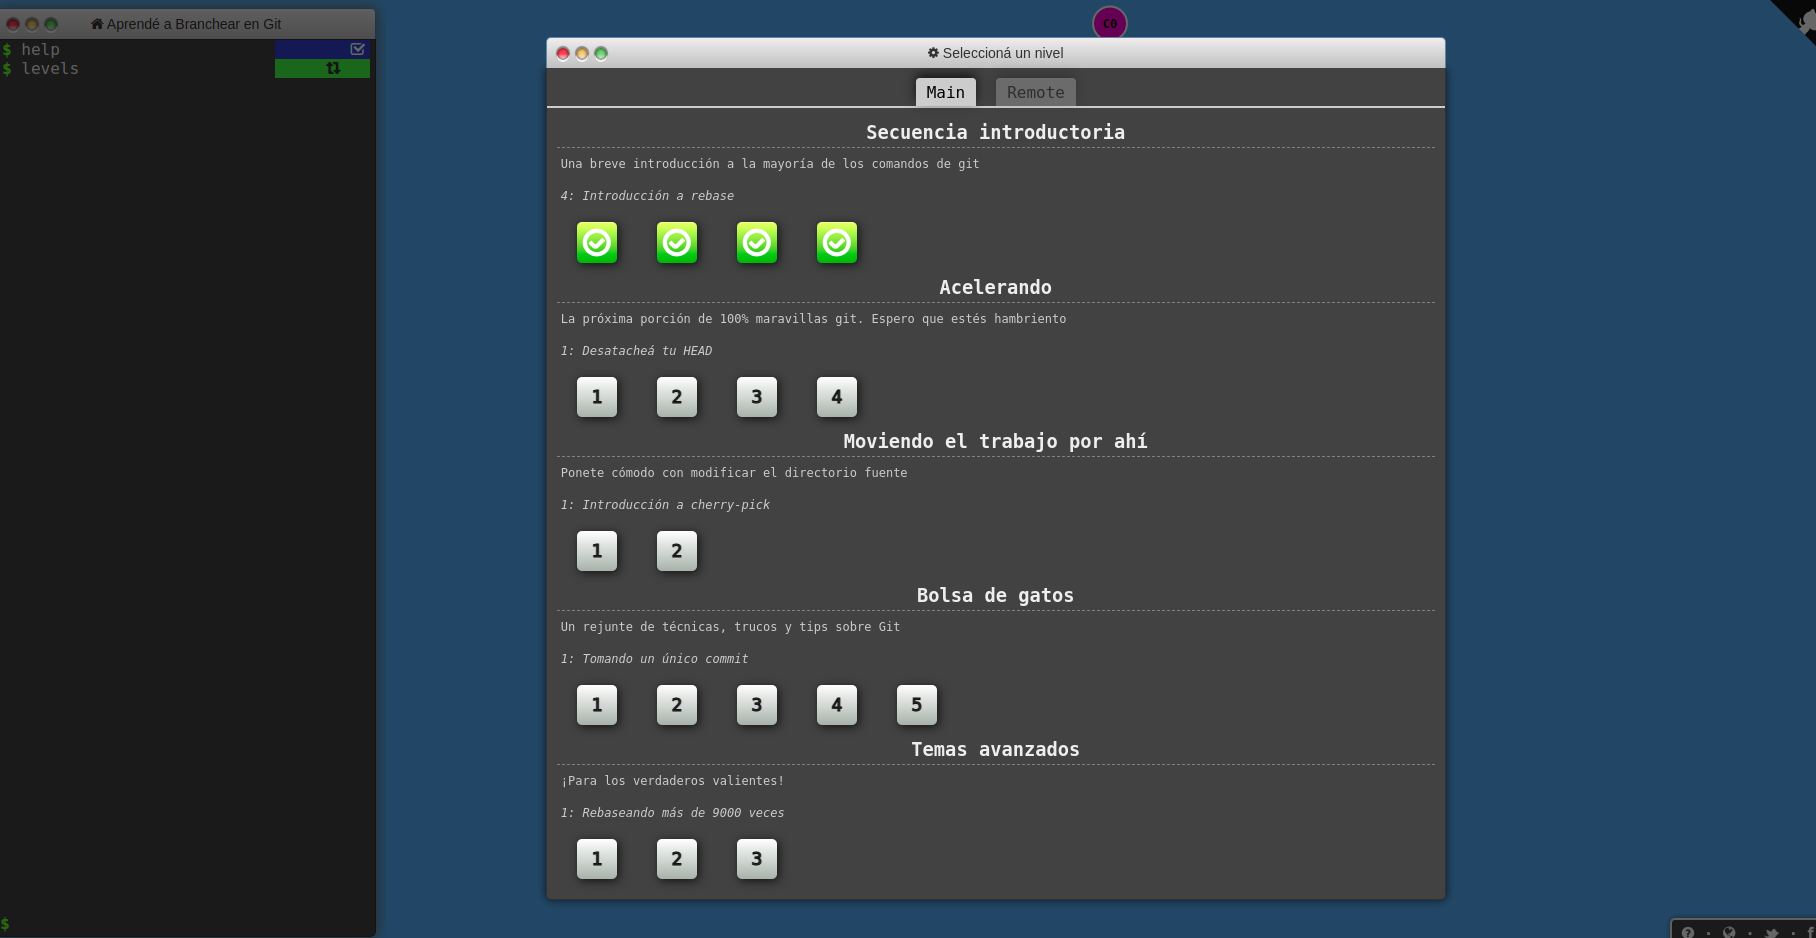 Aprendé a Branchear en Git
$ help
$ levels
$
C0
Seleccioná un nivel
Main
Remote
Secuencia introductoria
Una breve introducción a la mayoría de los comandos de git
4: Introducción a rebase
Acelerando
La próxima porción de 100% maravillas git. Espero que estés hambriento
1: Desatacheá tu HEAD
1 2 3 4
Moviendo el trabajo por ahí
Ponete cómodo con modificar el directorio fuente
1: Introducción a cherry-pick
1 2
Bolsa de gatos
Un rejunte de técnicas, trucos y tips sobre Git
1: Tomando un único commit
1 2 3 4 5
Temas avanzados
¡Para los verdaderos valientes!
1: Rebaseando más de 9000 veces
1 2 3